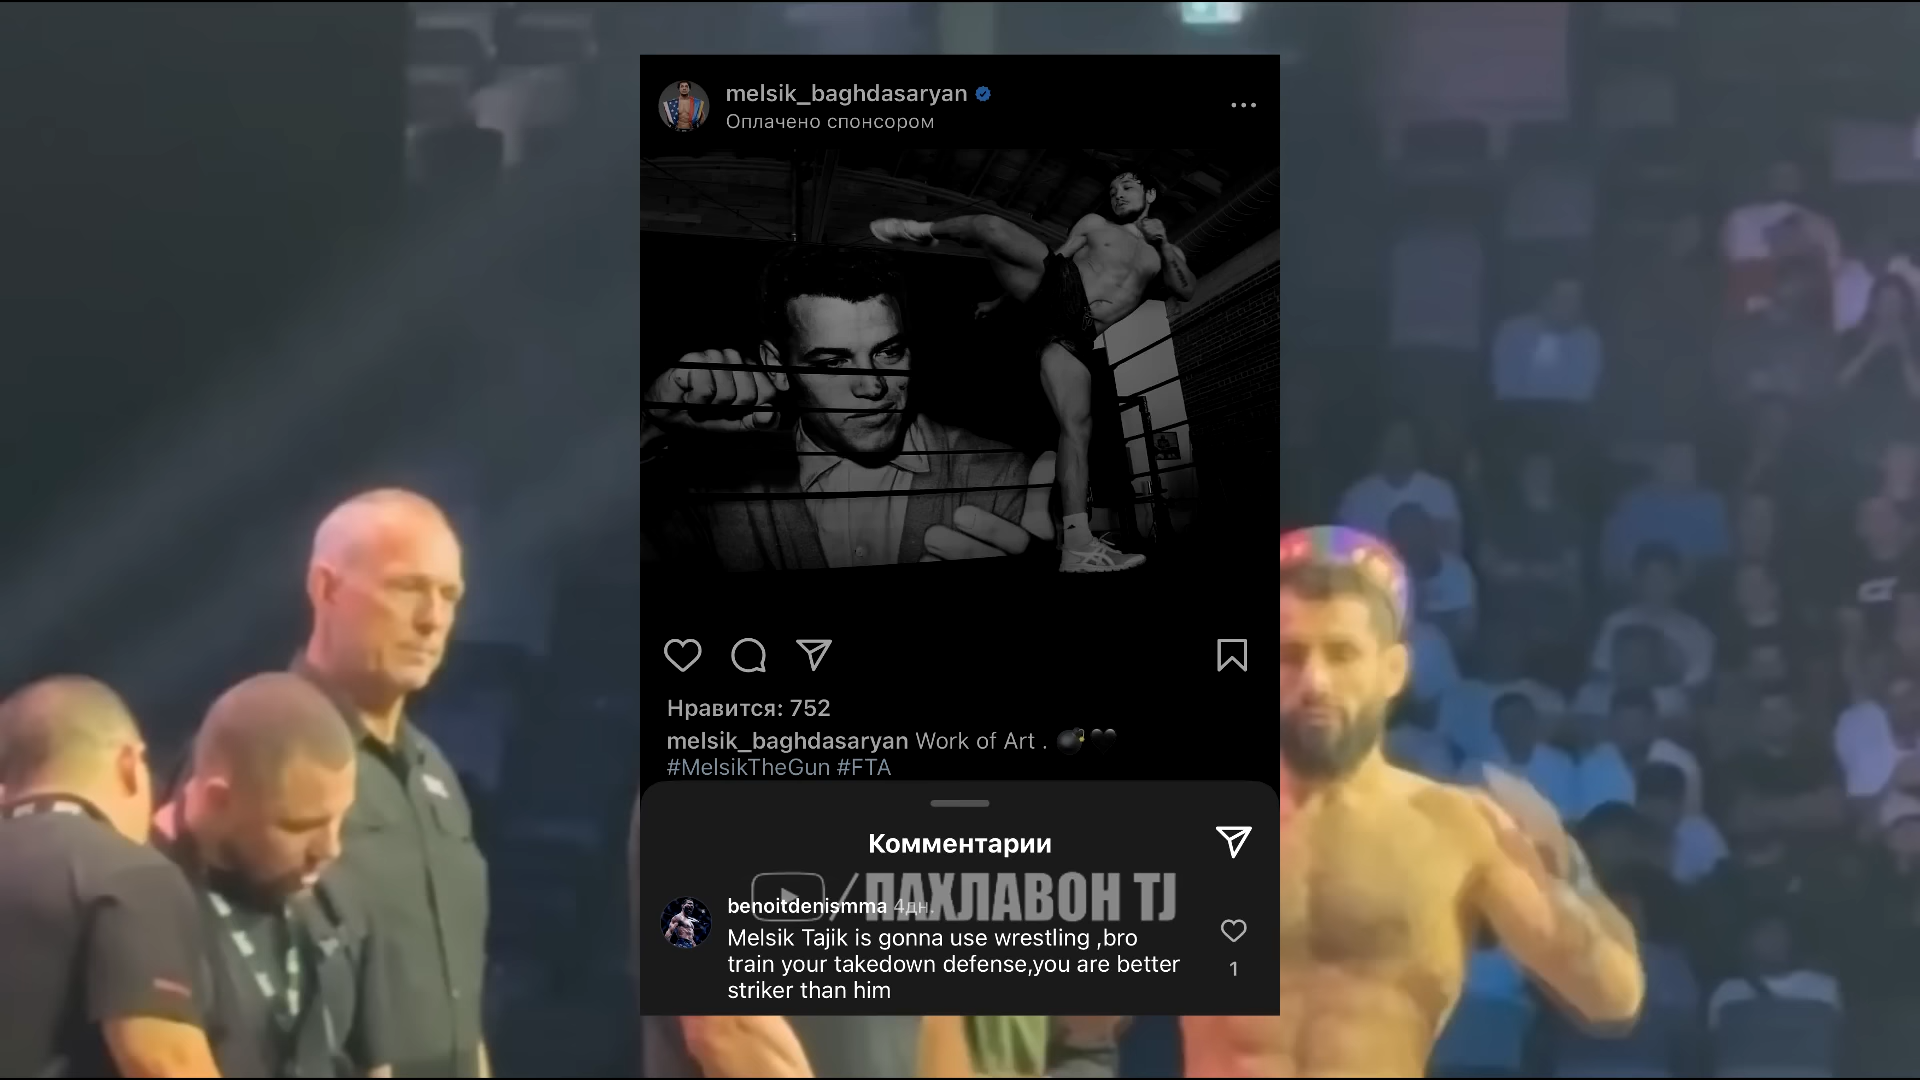 melsik_baghdasaryan
Оплачено спонсором
Нравится: 752
melsik_baghdasaryan Work of Art . 💣🖤
#MelsikTheGun #FTA
Комментарии
/ПАХЛАВОН TJ
benoitdenismma 4дн.
Melsik Tajik is gonna use wrestling ,bro
train your takedown defense,you are better
striker than him
1